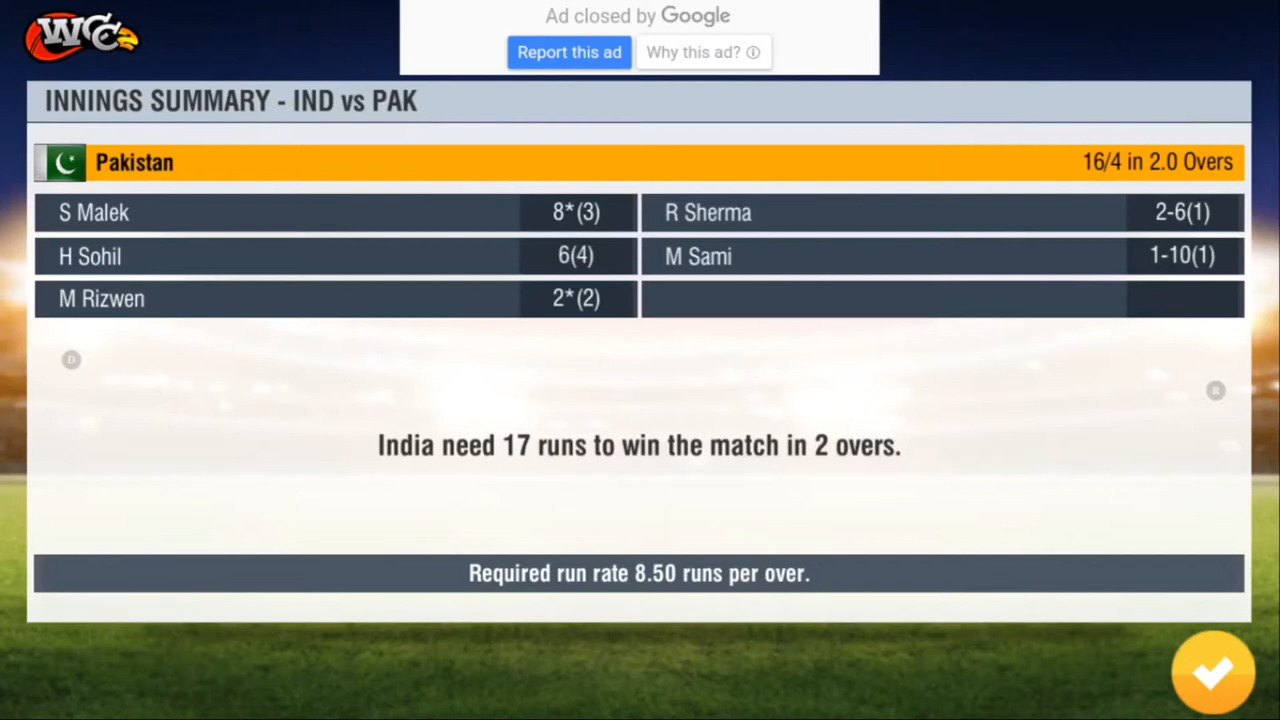 WCC
Ad closed by Google
Report this ad Why this ad?
INNINGS SUMMARY - IND vs PAK
Pakistan 16/4 in 2.0 Overs
S Malek 8*(3) R Sherma 2-6(1)
H Sohil 6(4) M Sami 1-10(1)
M Rizwen 2*(2)
D
R
India need 17 runs to win the match in 2 overs.
Required run rate 8.50 runs per over.